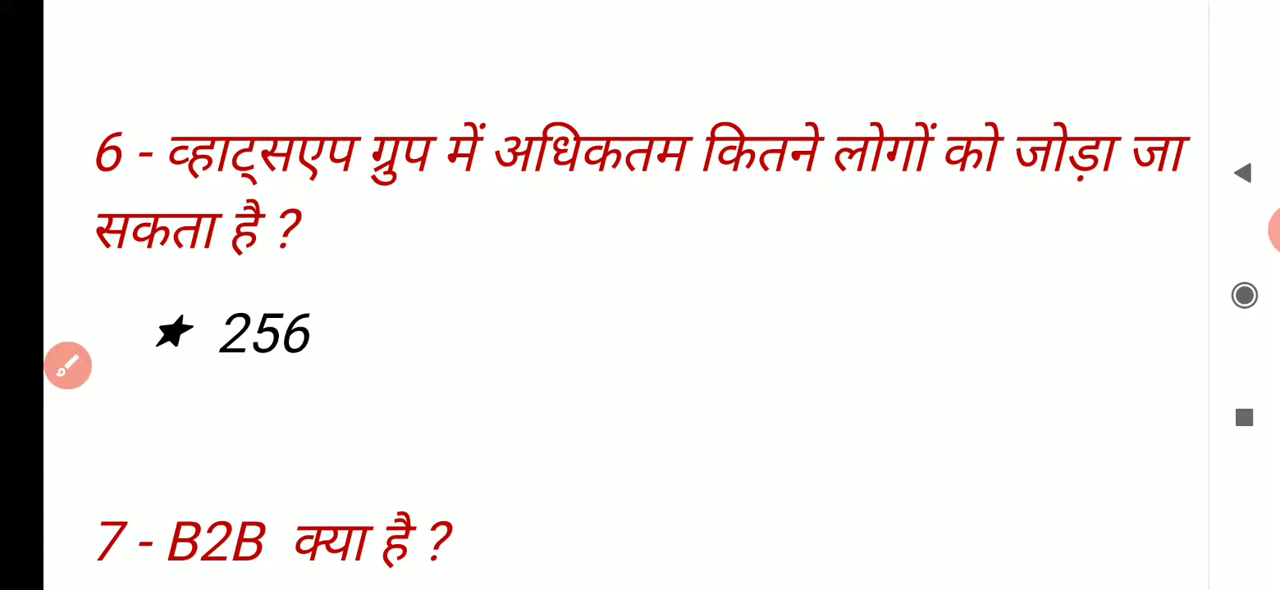 6 - व्हाट्सएप ग्रुप में अधिकतम कितने लोगों को जोड़ा जा
सकता है ?
★ 256
7 - B2B क्या है ?